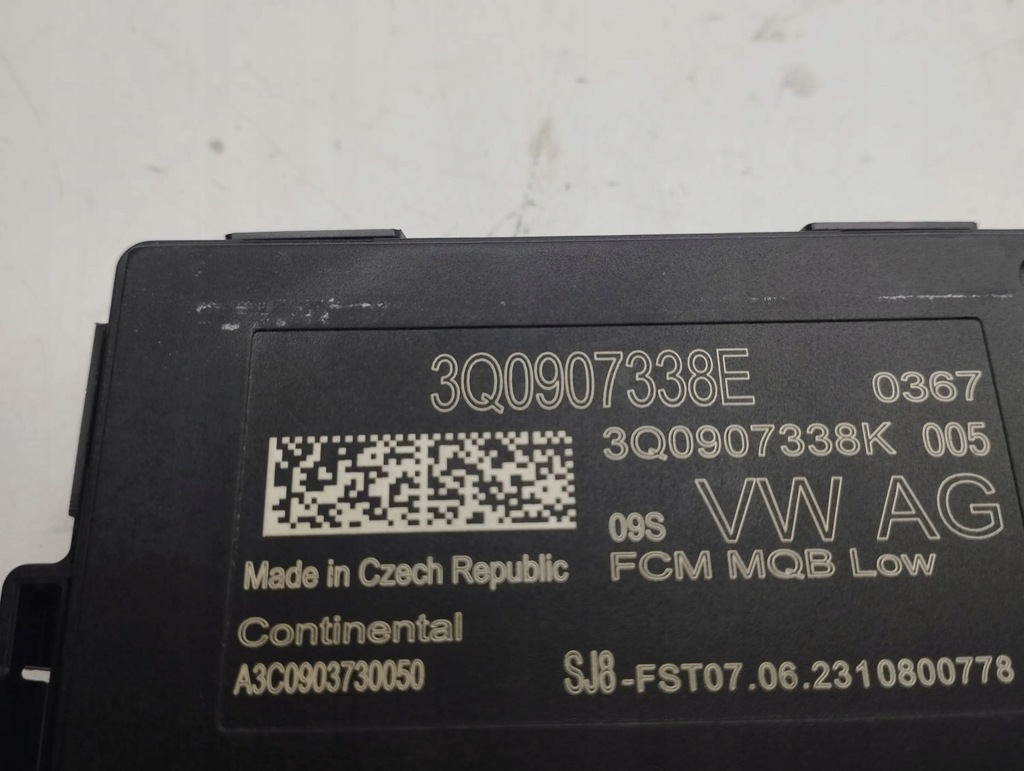 3Q0907338E 0367
3Q0907338K 005
09S VW AG
FCM MQB Low
Made in Czech Republic
Continental
A3C0903730050
SJ8-FST07.06.2310800778